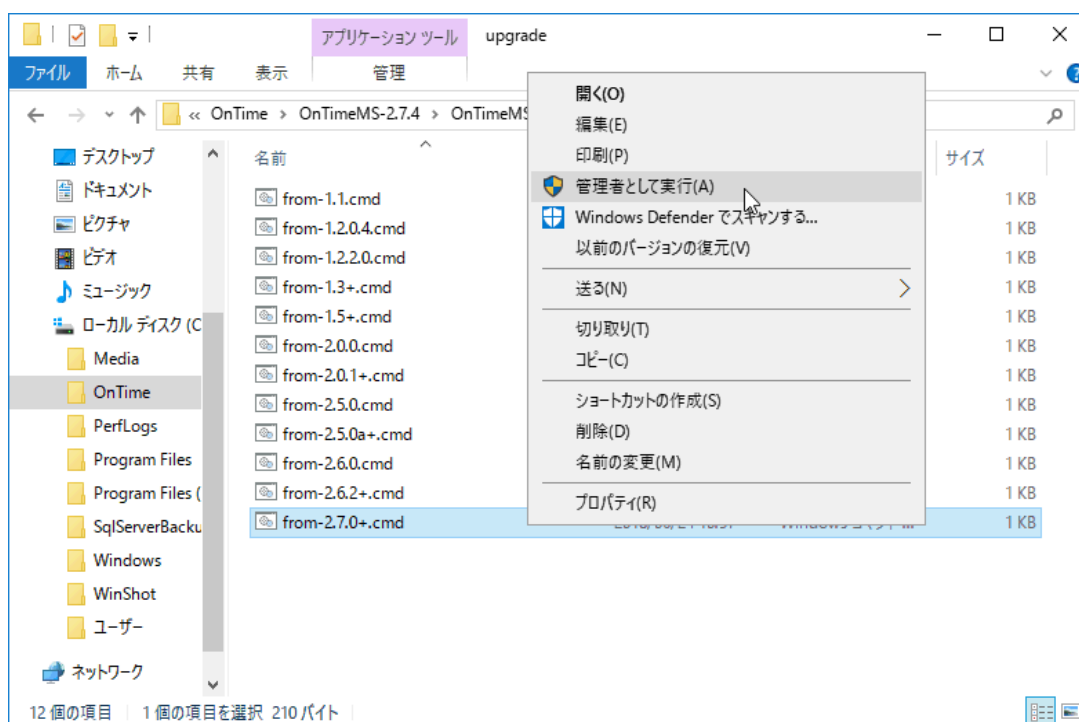 アプリケーション ツール
upgrade
ファイル
ホーム
共有
表示
管理
« OnTime › OnTimeMS-2.7.4 › OnTimeMS
デスクトップ
ドキュメント
ピクチャ
ビデオ
ミュージック
ローカル ディスク (C
Media
OnTime
PerfLogs
Program Files
Program Files (
SqlServerBacku
Windows
WinShot
ユーザー
ネットワーク
名前
サイズ
from-1.1.cmd
1 KB
from-1.2.0.4.cmd
1 KB
from-1.2.2.0.cmd
1 KB
from-1.3+.cmd
1 KB
from-1.5+.cmd
1 KB
from-2.0.0.cmd
1 KB
from-2.0.1+.cmd
1 KB
from-2.5.0.cmd
1 KB
from-2.5.0a+.cmd
1 KB
from-2.6.0.cmd
1 KB
from-2.6.2+.cmd
1 KB
from-2.7.0+.cmd
1 KB
開く(O)
編集(E)
印刷(P)
管理者として実行(A)
Windows Defender でスキャンする...
以前のバージョンの復元(V)
送る(N)
切り取り(T)
コピー(C)
ショートカットの作成(S)
削除(D)
名前の変更(M)
プロパティ(R)
12 個の項目
1 個の項目を選択 210 バイト